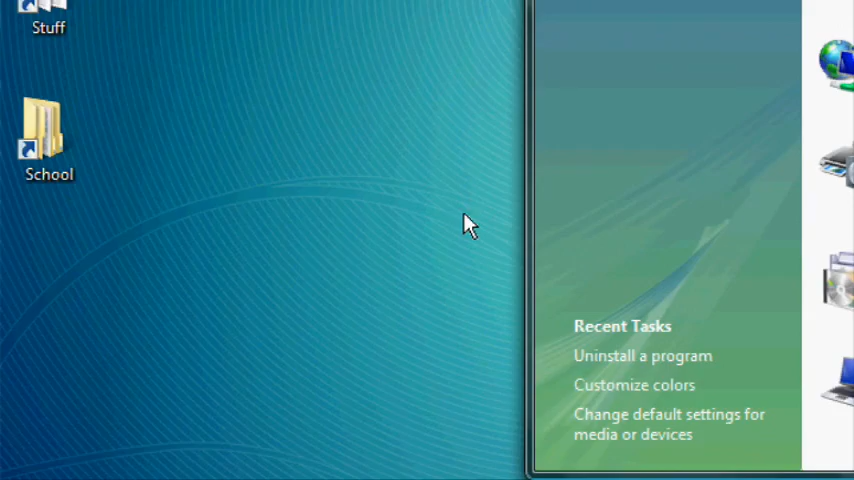 Stuff
School
Recent Tasks
Uninstall a program
Customize colors
Change default settings for
media or devices